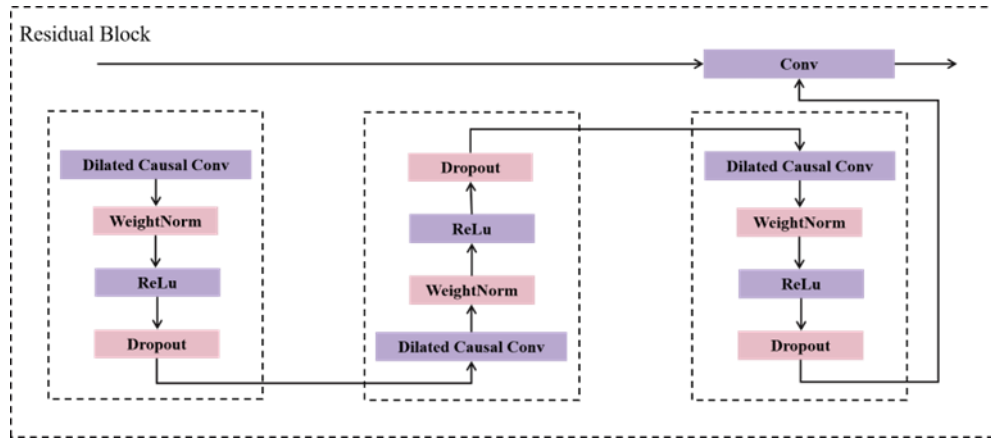 Residual Block
Conv
Dilated Causal Conv
WeightNorm
ReLu
Dropout
Dropout
ReLu
WeightNorm
Dilated Causal Conv
Dilated Causal Conv
WeightNorm
ReLu
Dropout